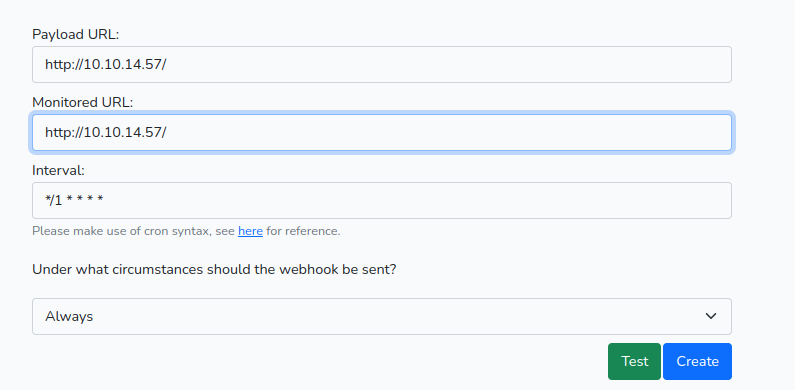 Payload URL:
http://10.10.14.57/
Monitored URL:
http://10.10.14.57/
Interval:
*/1 * * * *
Please make use of cron syntax, see here for reference.
Under what circumstances should the webhook be sent?
Always
Test Create